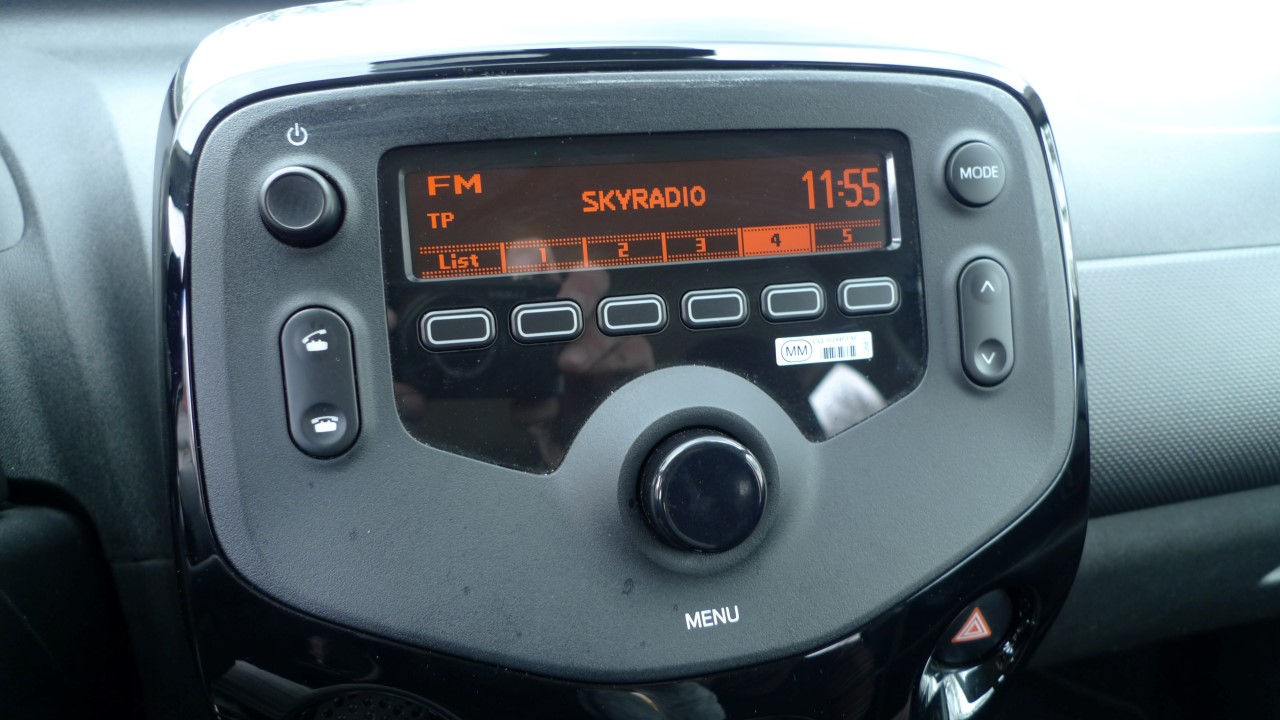 FM
SKYRADIO
11:55
MODE
TP
List 1 2 3 4 5
MM
MENU